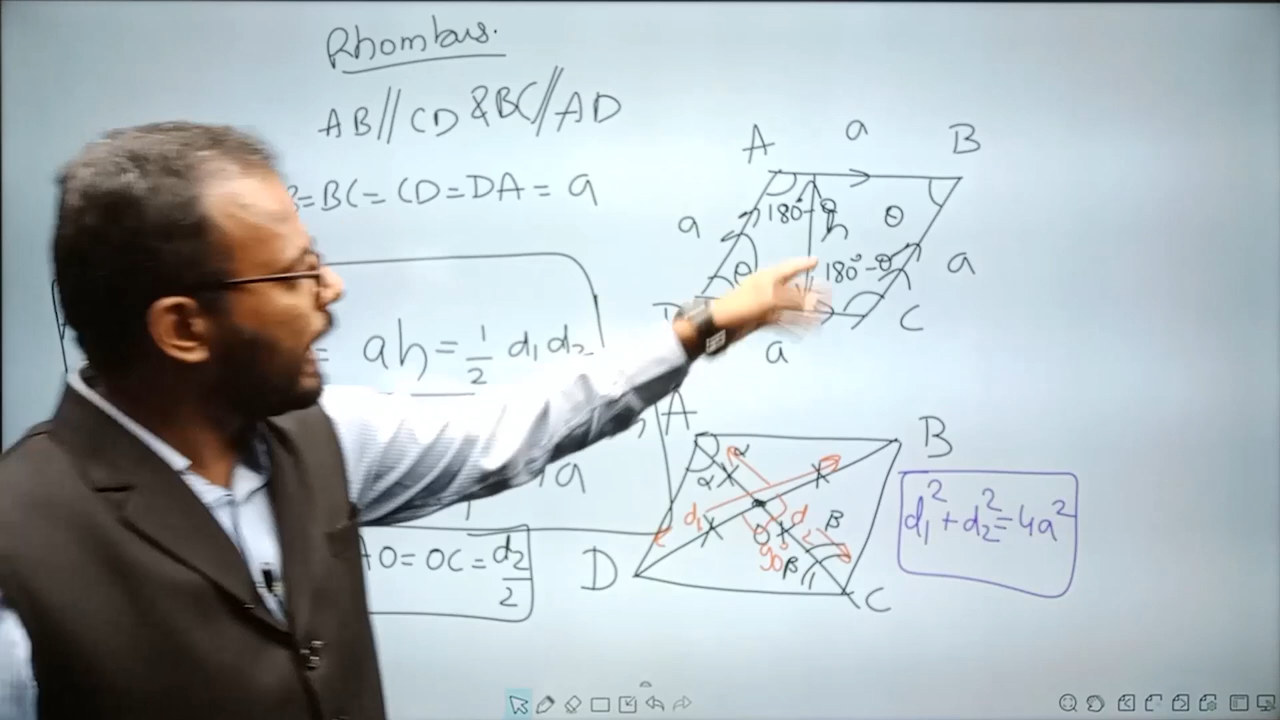 Rhombus.
AB//CD & BC//AD
=BC=CD=DA=a
= ah = 1/2 d₁d₂
a
AO=OC=d₂/2
A a B
180°-θ h θ
a θ 180°-θ a
D a C
A B
α α
d₁ d₂ β
O 90° β
D C
d₁²+d₂²=4a²